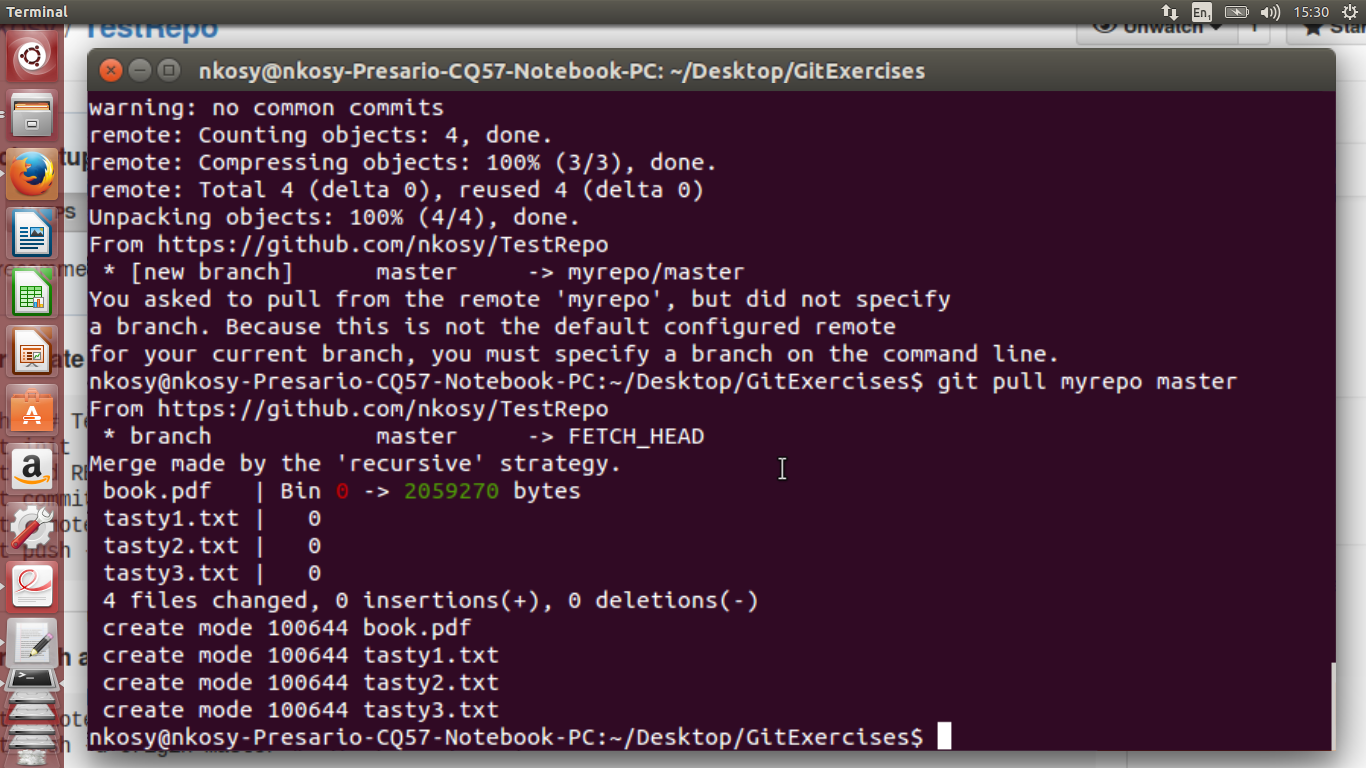 Terminal
En1
15:30
TestRepo
Unwatch
1
Star
nkosy@nkosy-Presario-CQ57-Notebook-PC: ~/Desktop/GitExercises
warning: no common commits
remote: Counting objects: 4, done.
remote: Compressing objects: 100% (3/3), done.
remote: Total 4 (delta 0), reused 4 (delta 0)
Unpacking objects: 100% (4/4), done.
From https://github.com/nkosy/TestRepo
 * [new branch]      master     -> myrepo/master
You asked to pull from the remote 'myrepo', but did not specify
a branch. Because this is not the default configured remote
for your current branch, you must specify a branch on the command line.
nkosy@nkosy-Presario-CQ57-Notebook-PC:~/Desktop/GitExercises$ git pull myrepo master
From https://github.com/nkosy/TestRepo
 * branch            master     -> FETCH_HEAD
Merge made by the 'recursive' strategy.
 book.pdf   | Bin 0 -> 2059270 bytes
 tasty1.txt |   0
 tasty2.txt |   0
 tasty3.txt |   0
 4 files changed, 0 insertions(+), 0 deletions(-)
 create mode 100644 book.pdf
 create mode 100644 tasty1.txt
 create mode 100644 tasty2.txt
 create mode 100644 tasty3.txt
nkosy@nkosy-Presario-CQ57-Notebook-PC:~/Desktop/GitExercises$